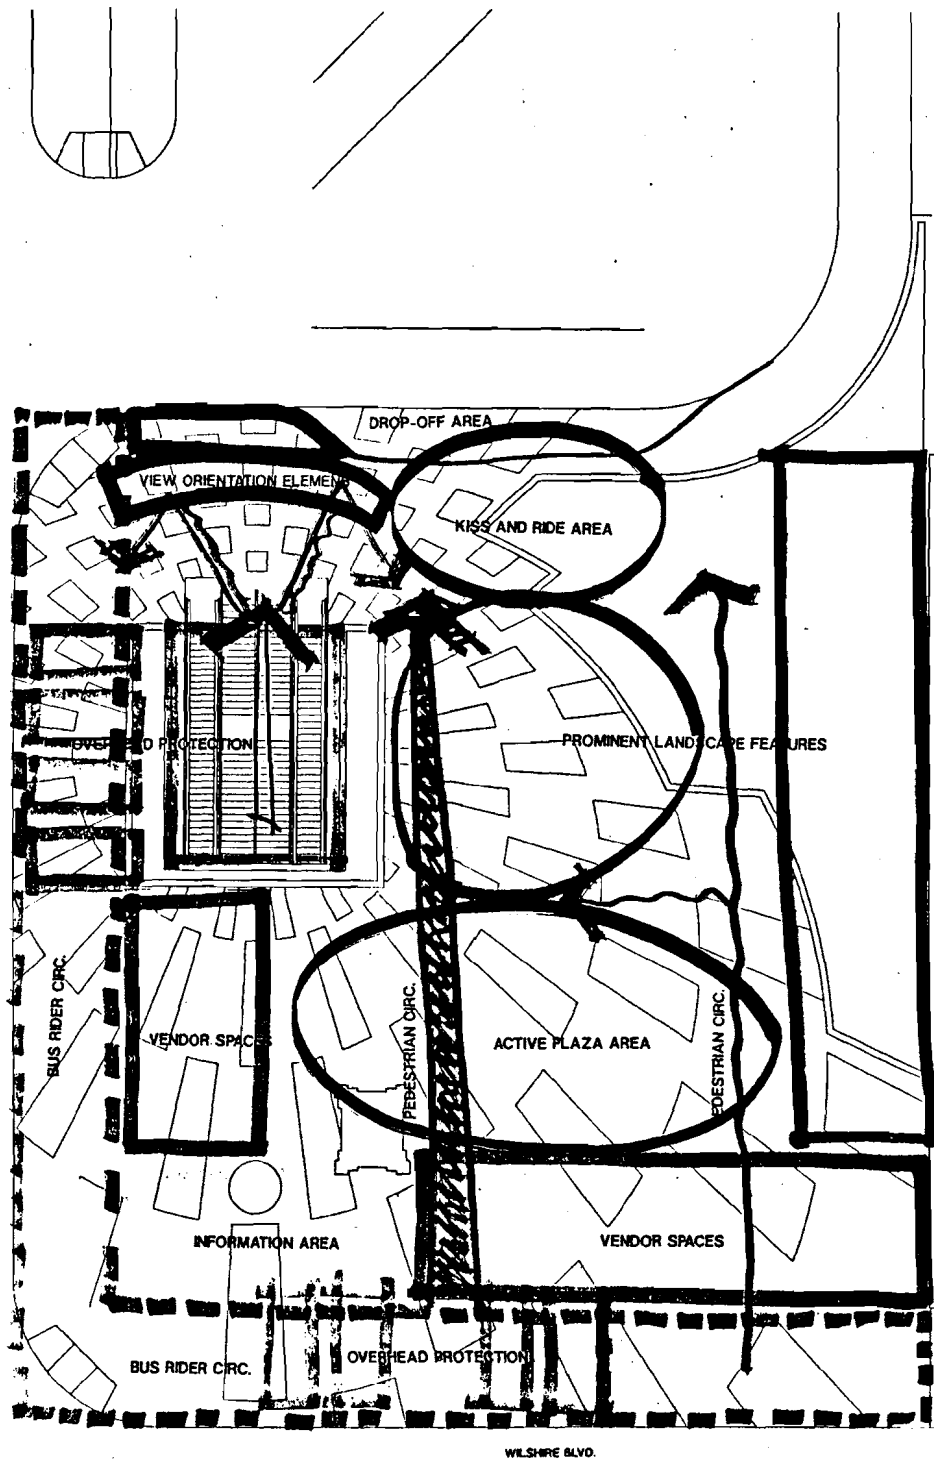 DROP-OFF AREA
VIEW ORIENTATION ELEMENT
KISS AND RIDE AREA
OVERHEAD PROTECTION
PROMINENT LANDSCAPE FEATURES
BUS RIDER CIRC.
VENDOR SPACES
PEDESTRIAN CIRC.
ACTIVE PLAZA AREA
PEDESTRIAN CIRC.
INFORMATION AREA
VENDOR SPACES
BUS RIDER CIRC.
OVERHEAD PROTECTION
WILSHIRE BLVD.